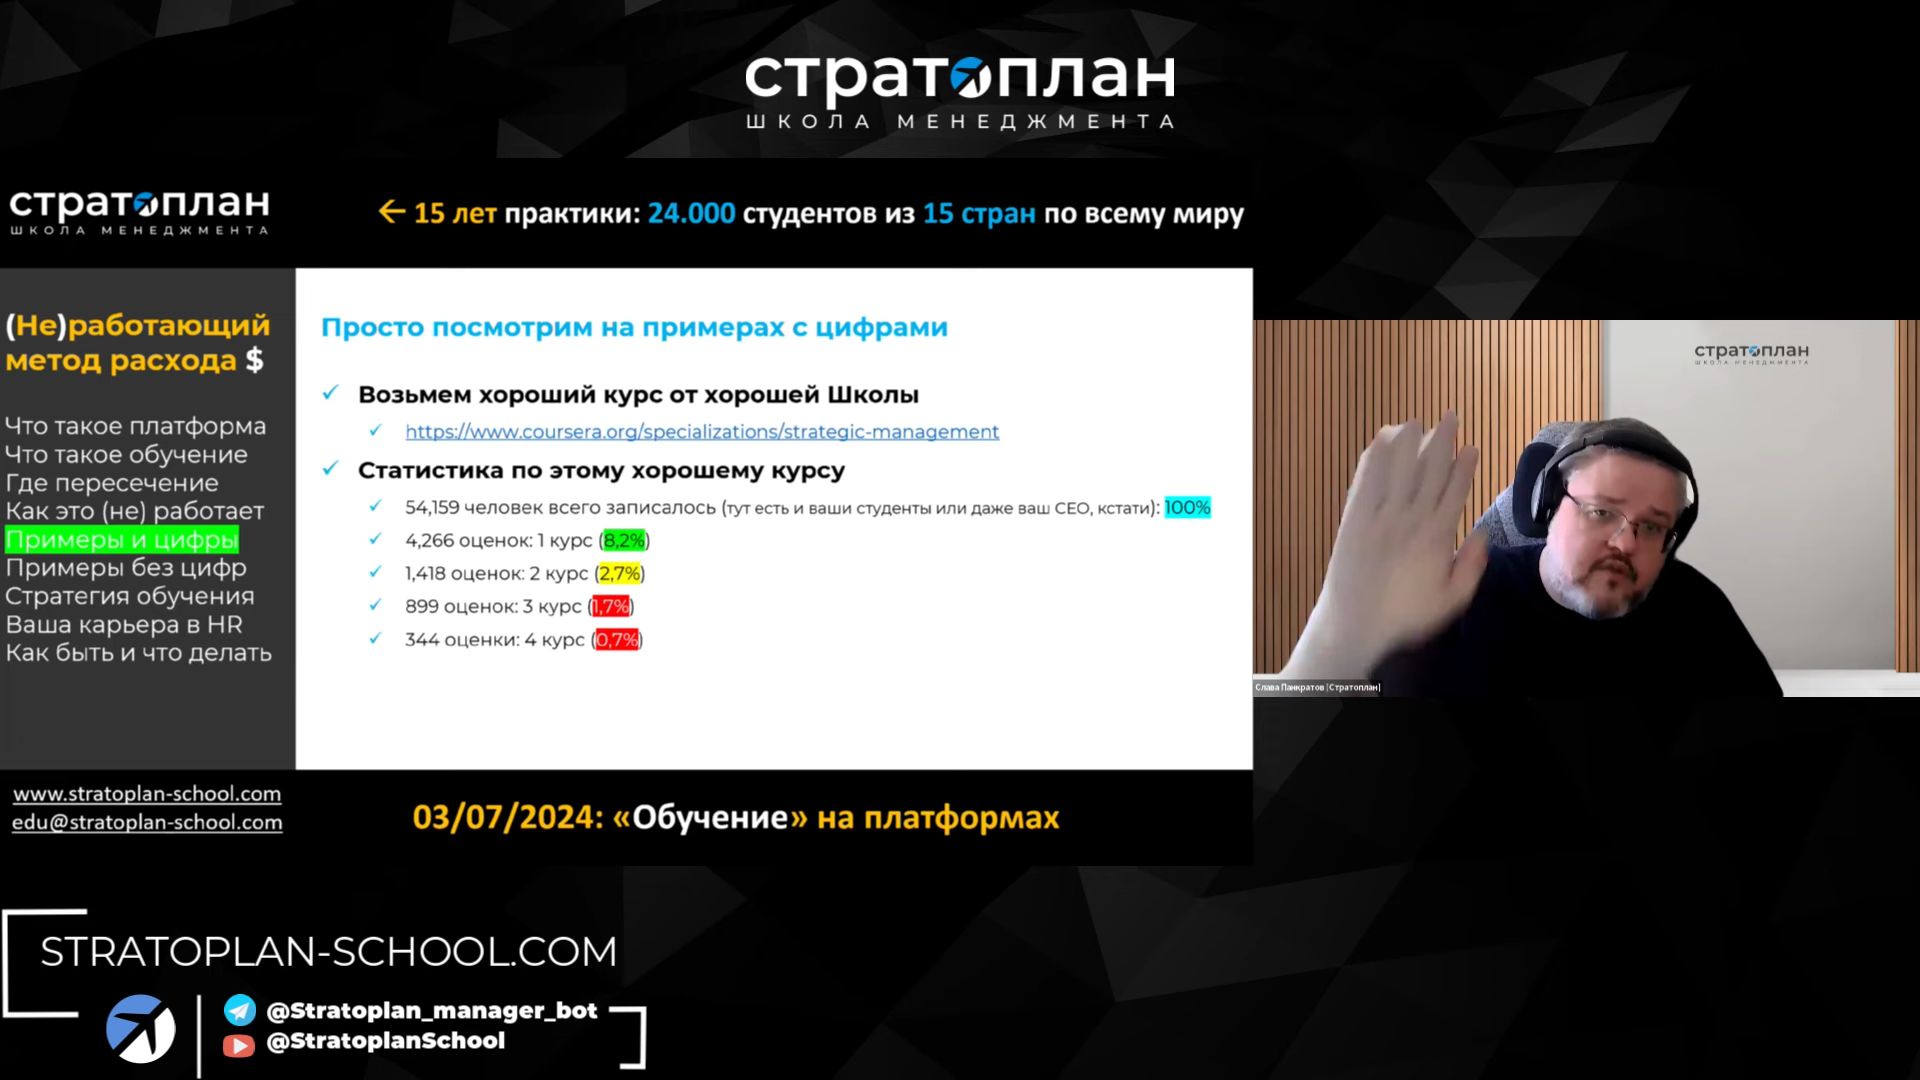 стратоплан
ШКОЛА МЕНЕДЖМЕНТА
стратоплан
ШКОЛА МЕНЕДЖМЕНТА
← 15 лет практики: 24.000 студентов из 15 стран по всему миру
(Не)работающий
метод расхода $
Что такое платформа
Что такое обучение
Где пересечение
Как это (не) работает
Примеры и цифры
Примеры без цифр
Стратегия обучения
Ваша карьера в HR
Как быть и что делать
Просто посмотрим на примерах с цифрами
✓ Возьмем хороший курс от хорошей Школы
✓ https://www.coursera.org/specializations/strategic-management
✓ Статистика по этому хорошему курсу
✓ 54,159 человек всего записалось (тут есть и ваши студенты или даже ваш CEO, кстати): 100%
✓ 4,266 оценок: 1 курс (8,2%)
✓ 1,418 оценок: 2 курс (2,7%)
✓ 899 оценок: 3 курс (1,7%)
✓ 344 оценки: 4 курс (0,7%)
стратоплан
ШКОЛА МЕНЕДЖМЕНТА
Слава Панкратов [Стратоплан]
www.stratoplan-school.com
edu@stratoplan-school.com
03/07/2024: «Обучение» на платформах
STRATOPLAN-SCHOOL.COM
@Stratoplan_manager_bot
@StratoplanSchool